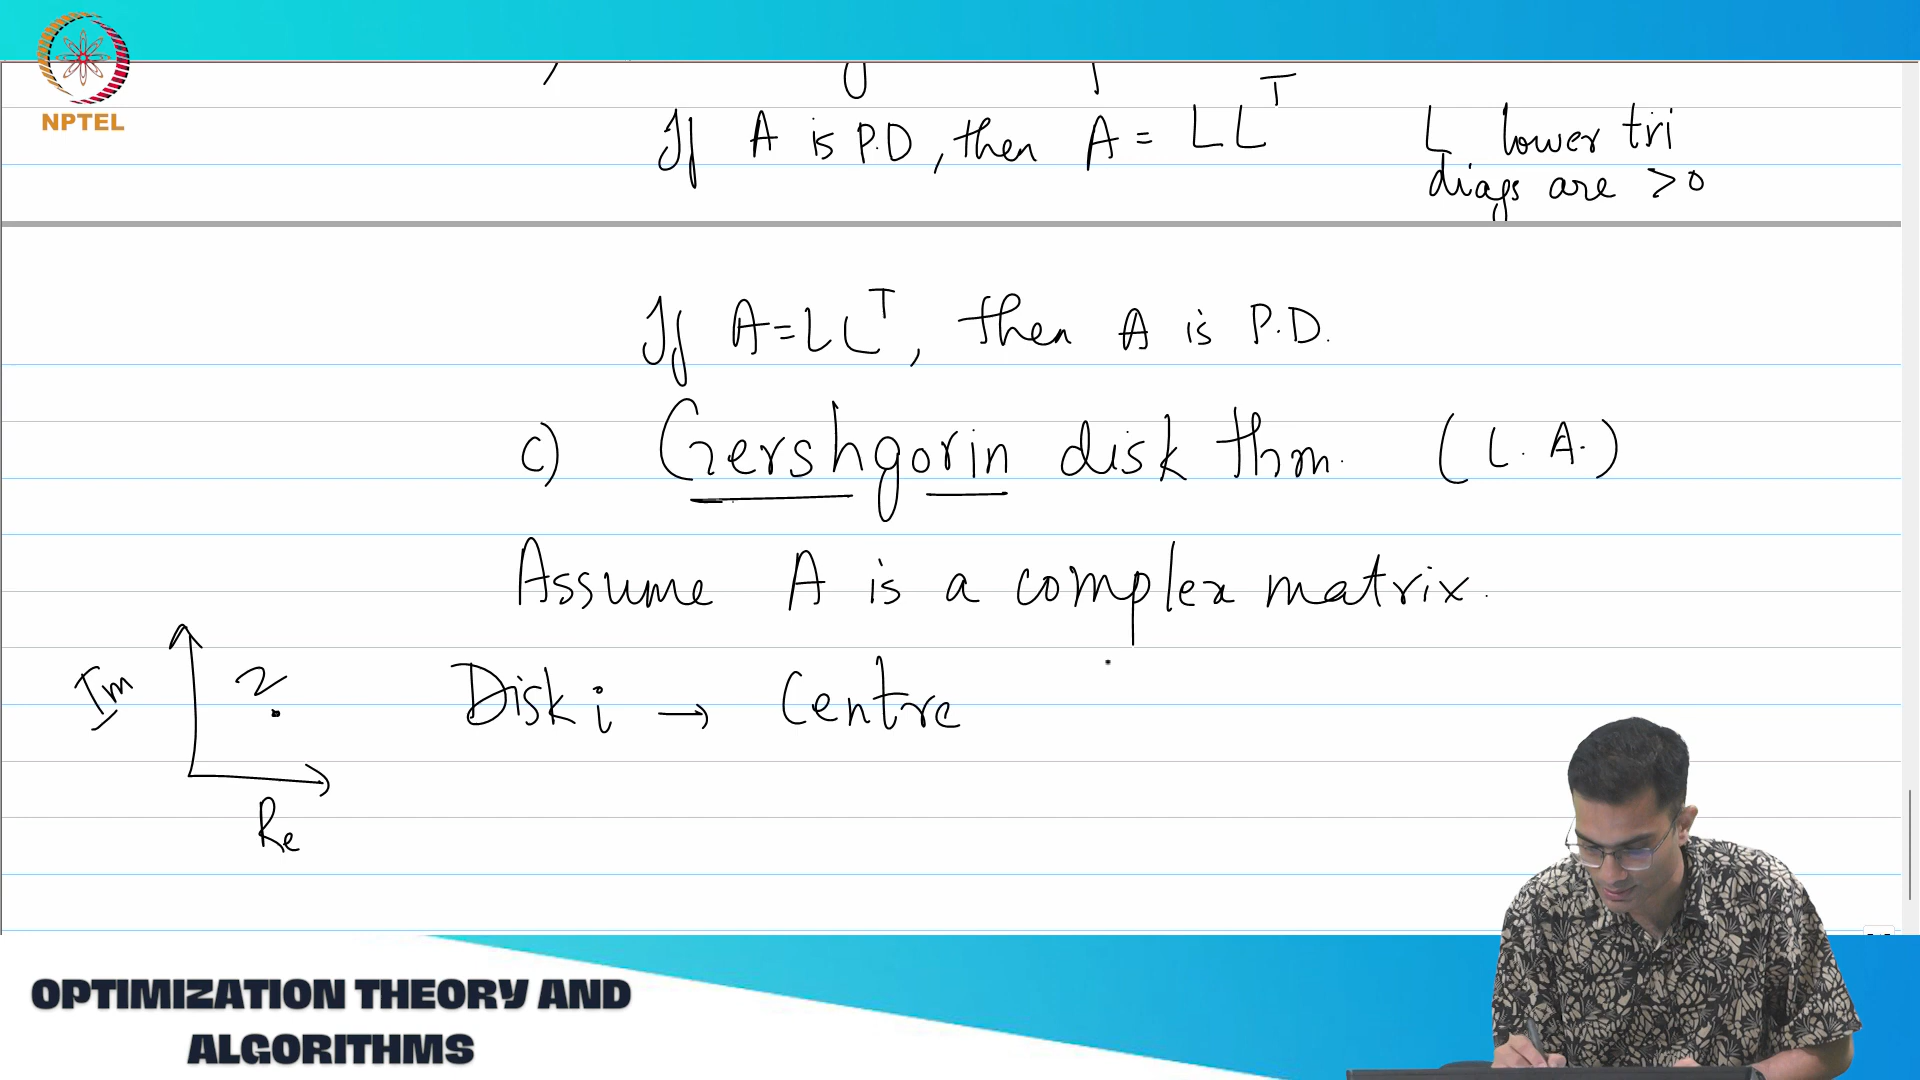 NPTEL
If A is P.D, then A = LL^T L lower tri
diags are >0
If A=LL^T, then A is P.D.
c) Gershgorin disk thm. (L.A.)
Assume A is a complex matrix.
Im z Disk i → Centre
Re
OPTIMIZATION THEORY AND
ALGORITHMS